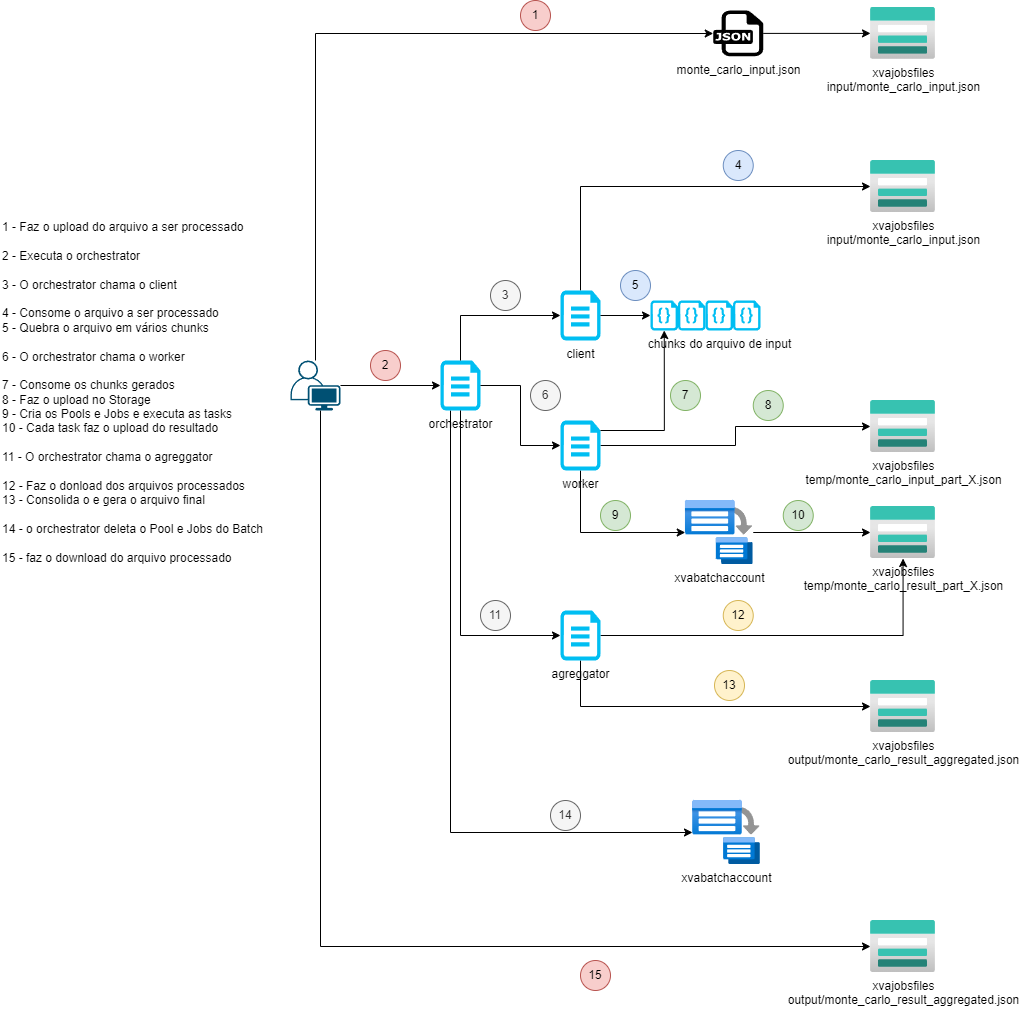 1
JSON
monte_carlo_input.json
xvajobsfiles
input/monte_carlo_input.json
4
xvajobsfiles
input/monte_carlo_input.json
1 - Faz o upload do arquivo a ser processado
2 - Executa o orchestrator
3 - O orchestrator chama o client
4 - Consome o arquivo a ser processado
5 - Quebra o arquivo em vários chunks
6 - O orchestrator chama o worker
7 - Consome os chunks gerados
8 - Faz o upload no Storage
9 - Cria os Pools e Jobs e executa as tasks
10 - Cada task faz o upload do resultado
11 - O orchestrator chama o agreggator
12 - Faz o donload dos arquivos processados
13 - Consolida o e gera o arquivo final
14 - o orchestrator deleta o Pool e Jobs do Batch
15 - faz o download do arquivo processado
3
5
{} {} {} {}
client
chunks do arquivo de input
2
orchestrator
6
7
8
worker
xvajobsfiles
temp/monte_carlo_input_part_X.json
9
10
xvabatchaccount
xvajobsfiles
temp/monte_carlo_result_part_X.json
11
12
agreggator
13
xvajobsfiles
output/monte_carlo_result_aggregated.json
14
xvabatchaccount
15
xvajobsfiles
output/monte_carlo_result_aggregated.json